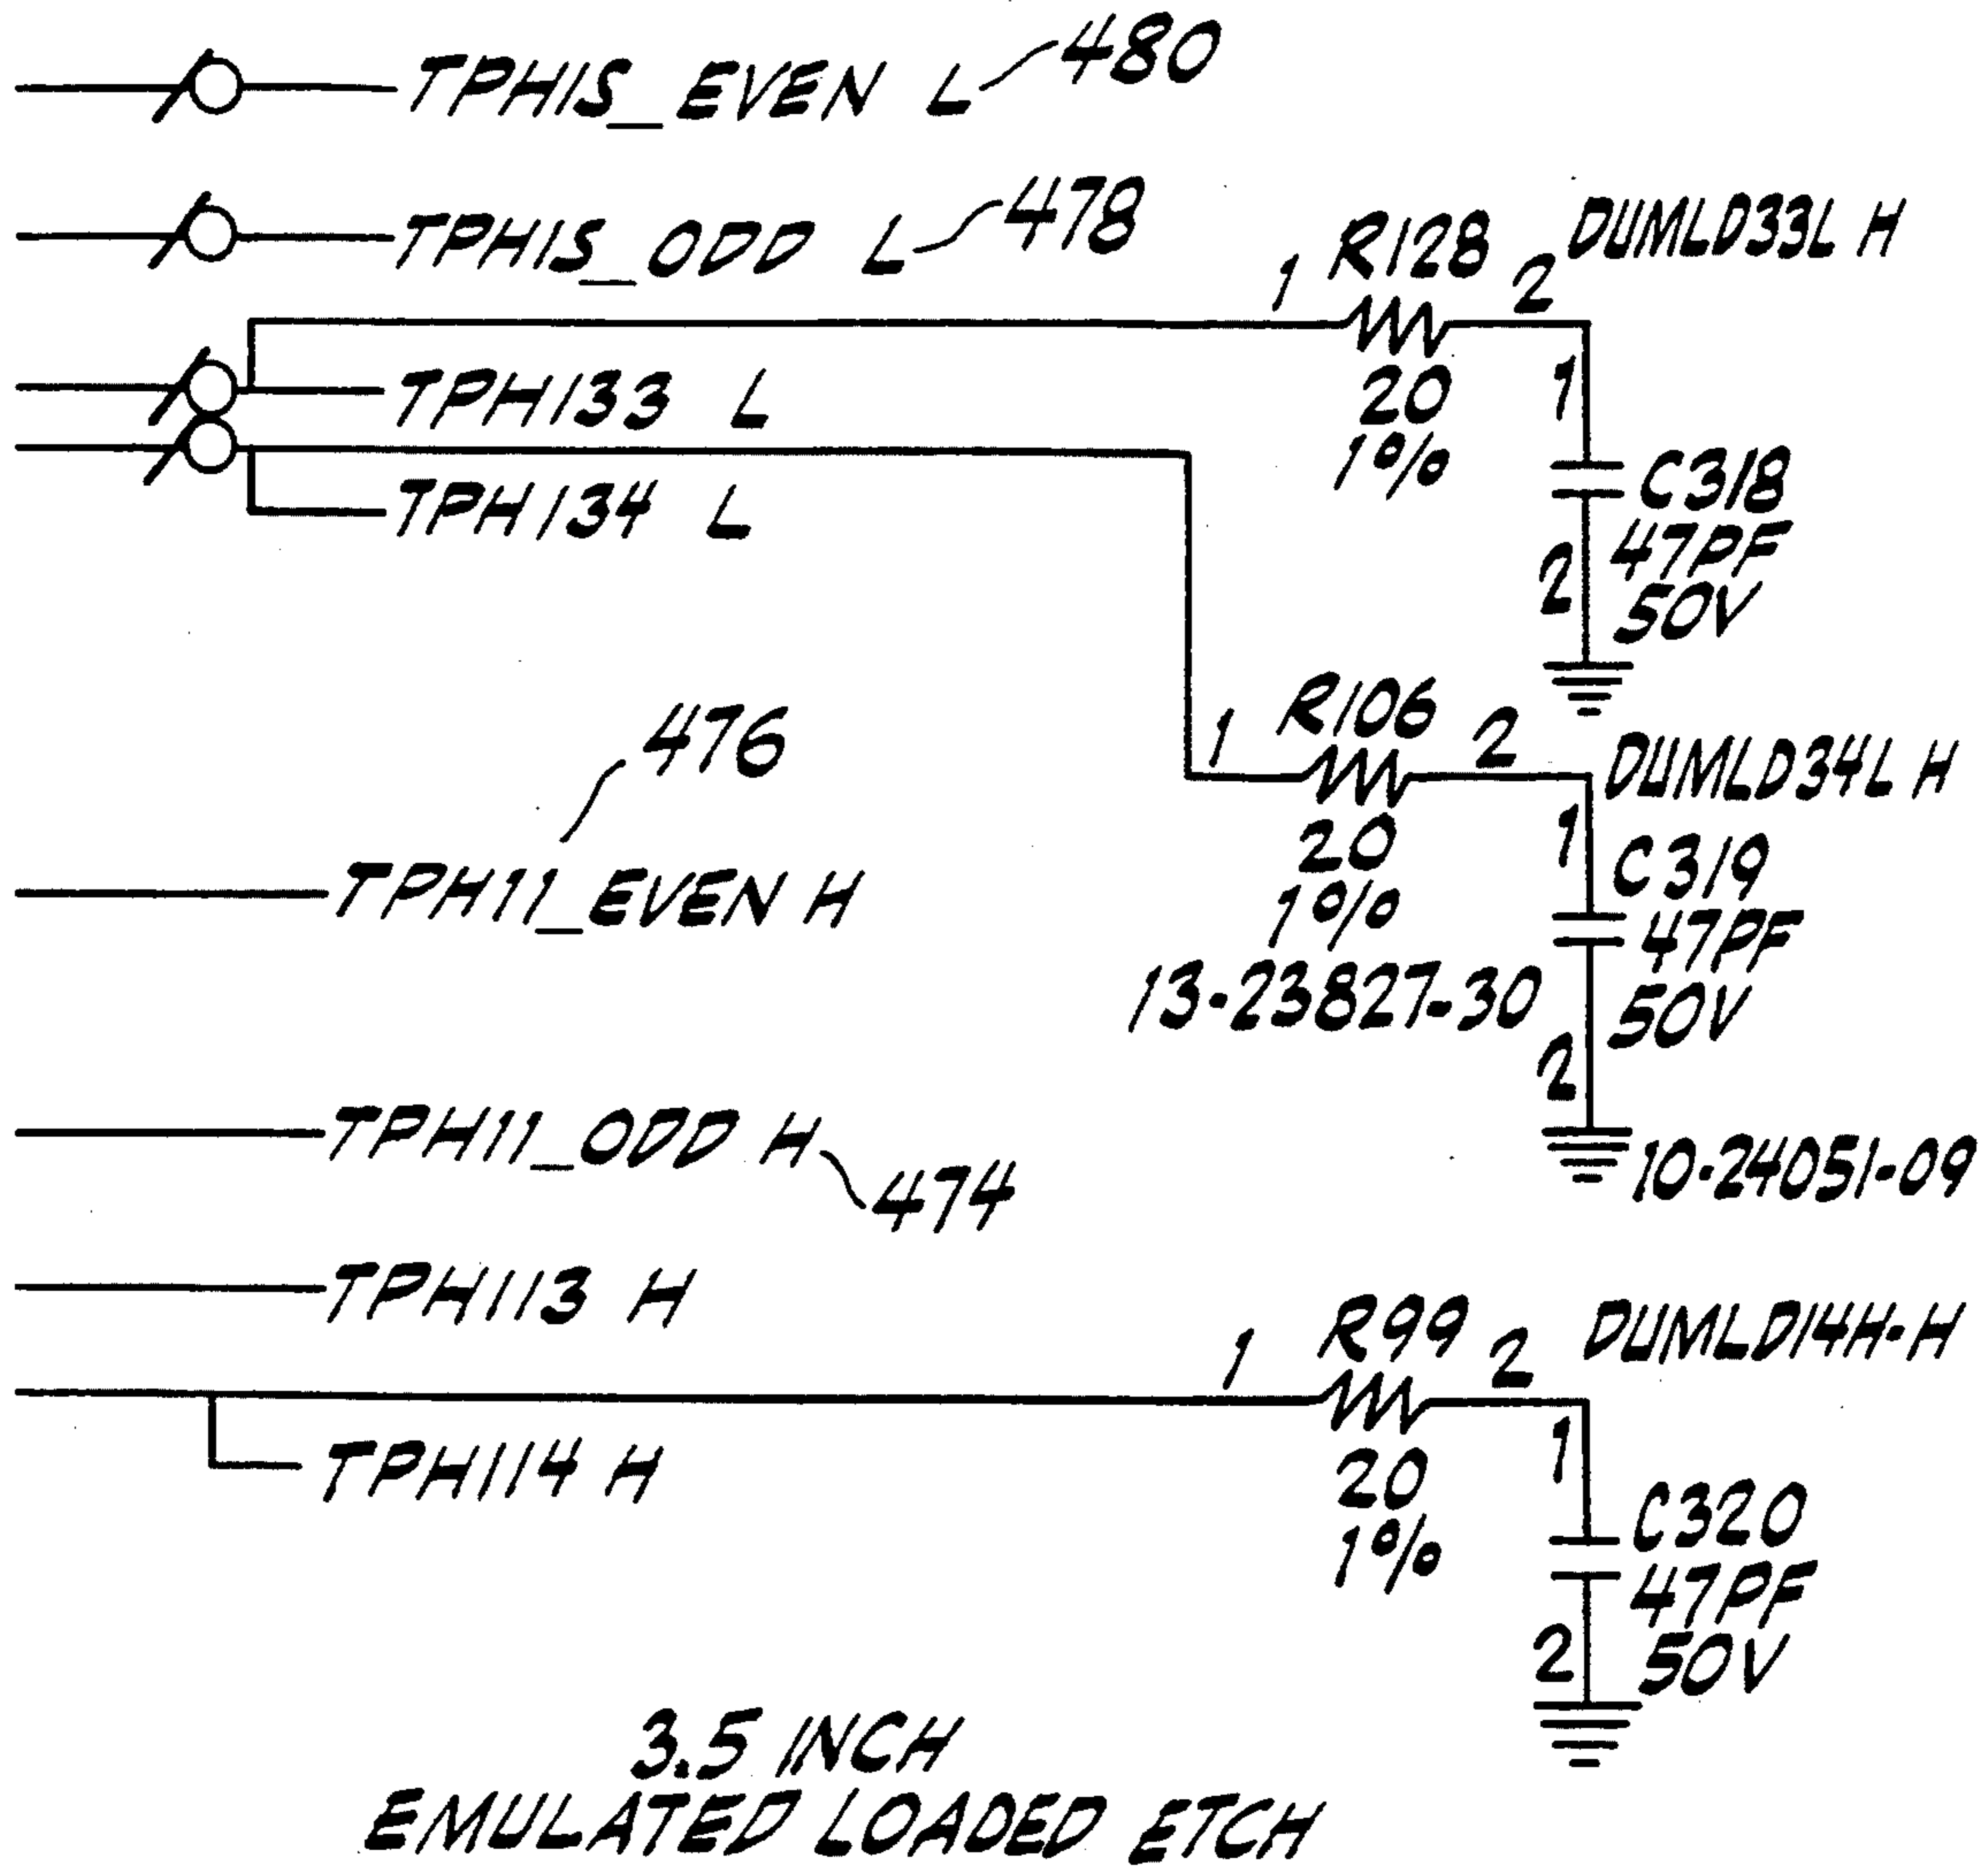 TPH1S_EVEN L 480
TPH1S_ODD L 478
1 R128 2 DUMLD33L H
20
1%
1
TPH133 L
TPH134 L
C318
47PF
50V
2
476
1 R106 2 DUMLD34L H
20
1%
13-23827-30
1
C319
47PF
50V
2
10-24051-09
TPH11_EVEN H
TPH11_ODD H 474
TPH113 H
1 R99 2 DUMLD14H-H
20
1%
1
TPH114 H
C320
47PF
50V
2
3.5 INCH
EMULATED LOADED ETCH